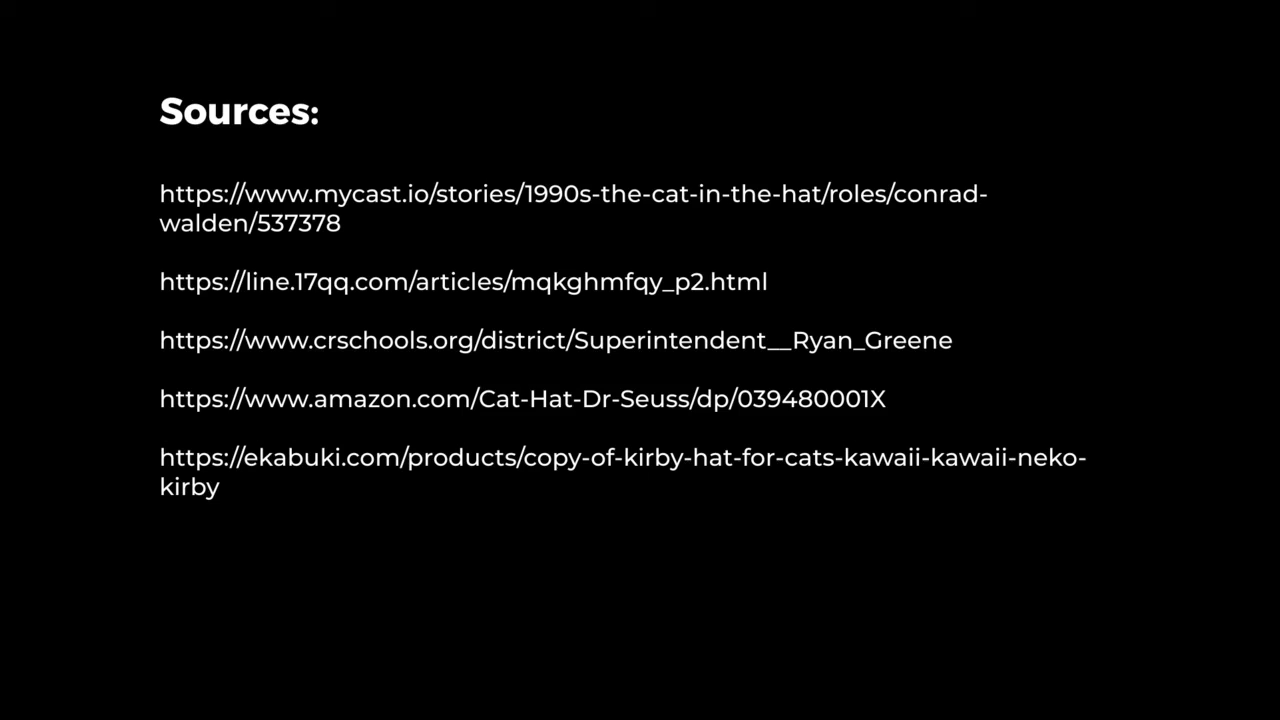 Sources:
https://www.mycast.io/stories/1990s-the-cat-in-the-hat/roles/conrad-
walden/537378
https://line.17qq.com/articles/mqkghmfqy_p2.html
https://www.crschools.org/district/Superintendent__Ryan_Greene
https://www.amazon.com/Cat-Hat-Dr-Seuss/dp/039480001X
https://ekabuki.com/products/copy-of-kirby-hat-for-cats-kawaii-kawaii-neko-
kirby